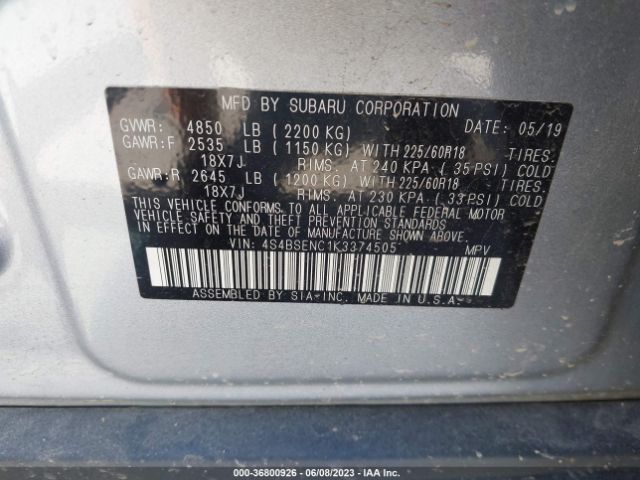 MFD BY SUBARU CORPORATION
GVWR: 4850 LB (2200 KG) DATE: 05/19
GAWR:F 2535 LB (1150 KG) WITH 225/60R18 TIRES.
18X7J RIMS. AT 240 KPA (35 PSI) COLD
GAWR:R 2645 LB (1200 KG) WITH 225/60R18 TIRES.
18X7J RIMS. AT 230 KPA (33 PSI) COLD
THIS VEHICLE CONFORMS TO ALL APPLICABLE FEDERAL MOTOR
VEHICLE SAFETY AND THEFT PREVENTION STANDARDS IN EFFECT ON
THE DATE OF MANUFACTURE SHOWN ABOVE.
VIN: 4S4BSENC1K3374505 MPV
ASSEMBLED BY SIA-INC. MADE IN U.S.A.
000-36800926 - 06/08/2023 - IAA Inc.